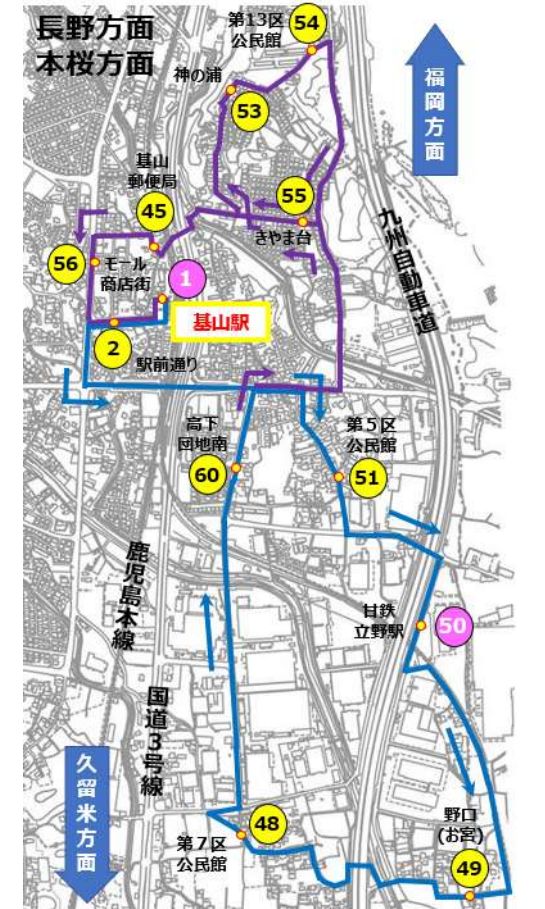 長野方面
本桜方面
第13区
公民館
54
神の浦
53
福岡方面
基山
郵便局
45
55
きやま台
56
モール
商店街
1
基山駅
九州自動車道
2
駅前通り
高下
団地南
60
第5区
公民館
51
鹿児島本線
甘鉄
立野駅
50
国道3号線
久留米方面
48
第7区
公民館
野口
(お宮)
49